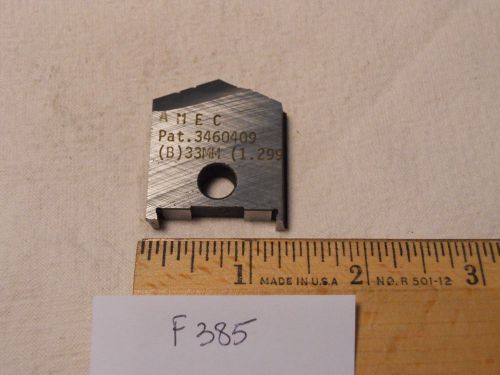 AMEC
Pat.3460409
(B)33MM (1.299
1 2 3
MADE IN U.S.A. NO. R 501-12
F 385